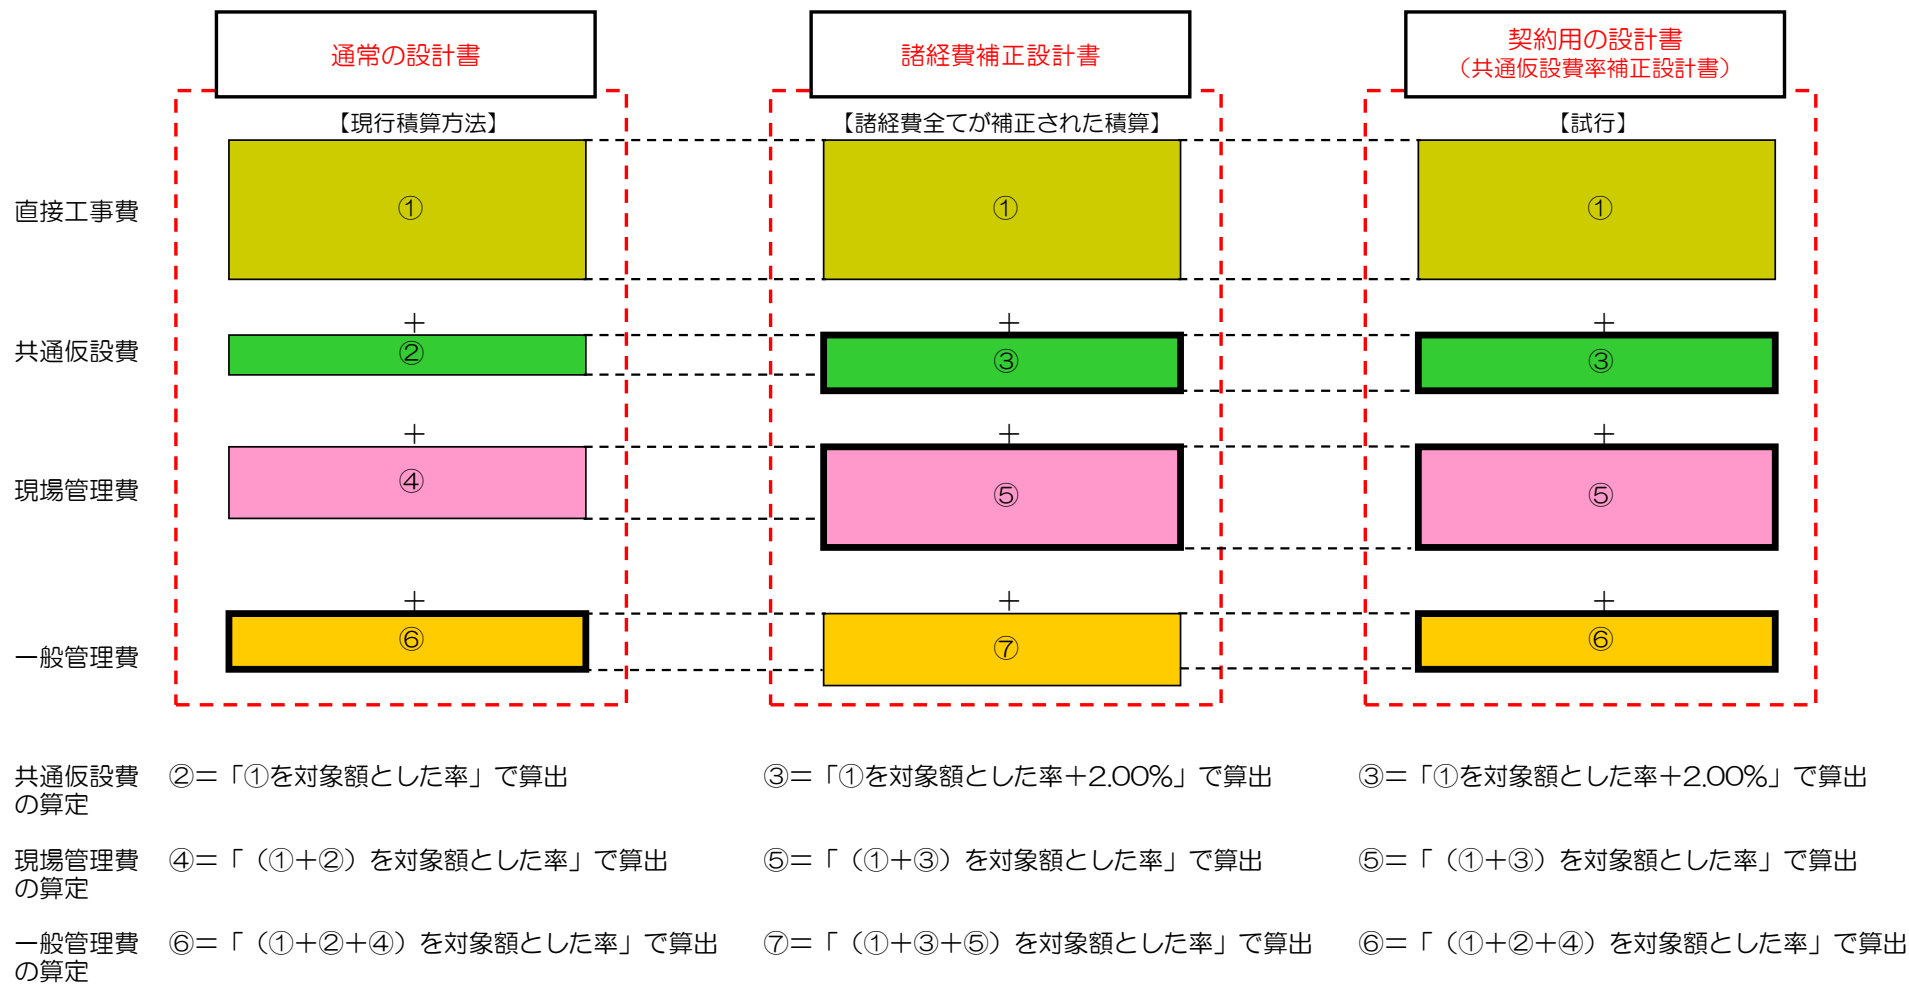 通常の設計書
諸経費補正設計書
契約用の設計書
（共通仮設費率補正設計書）
【現行積算方法】
【諸経費全てが補正された積算】
【試行】
直接工事費
①
①
①
＋
＋
＋
共通仮設費
②
③
③
＋
＋
＋
現場管理費
④
⑤
⑤
＋
＋
＋
一般管理費
⑥
⑦
⑥
共通仮設費
の算定
②＝「①を対象額とした率」で算出
③＝「①を対象額とした率＋2.00%」で算出
③＝「①を対象額とした率＋2.00%」で算出
現場管理費
の算定
④＝「（①＋②）を対象額とした率」で算出
⑤＝「（①＋③）を対象額とした率」で算出
⑤＝「（①＋③）を対象額とした率」で算出
一般管理費
の算定
⑥＝「（①＋②＋④）を対象額とした率」で算出
⑦＝「（①＋③＋⑤）を対象額とした率」で算出
⑥＝「（①＋②＋④）を対象額とした率」で算出